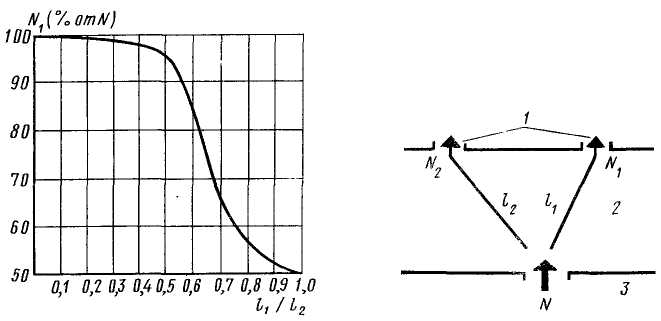 N₁(% от N)
100
90
80
70
60
50
0,1 0,2 0,3 0,4 0,5 0,6 0,7 0,8 0,9 1,0
l₁/l₂
1
N₂
N₁
l₂
l₁
2
N
3